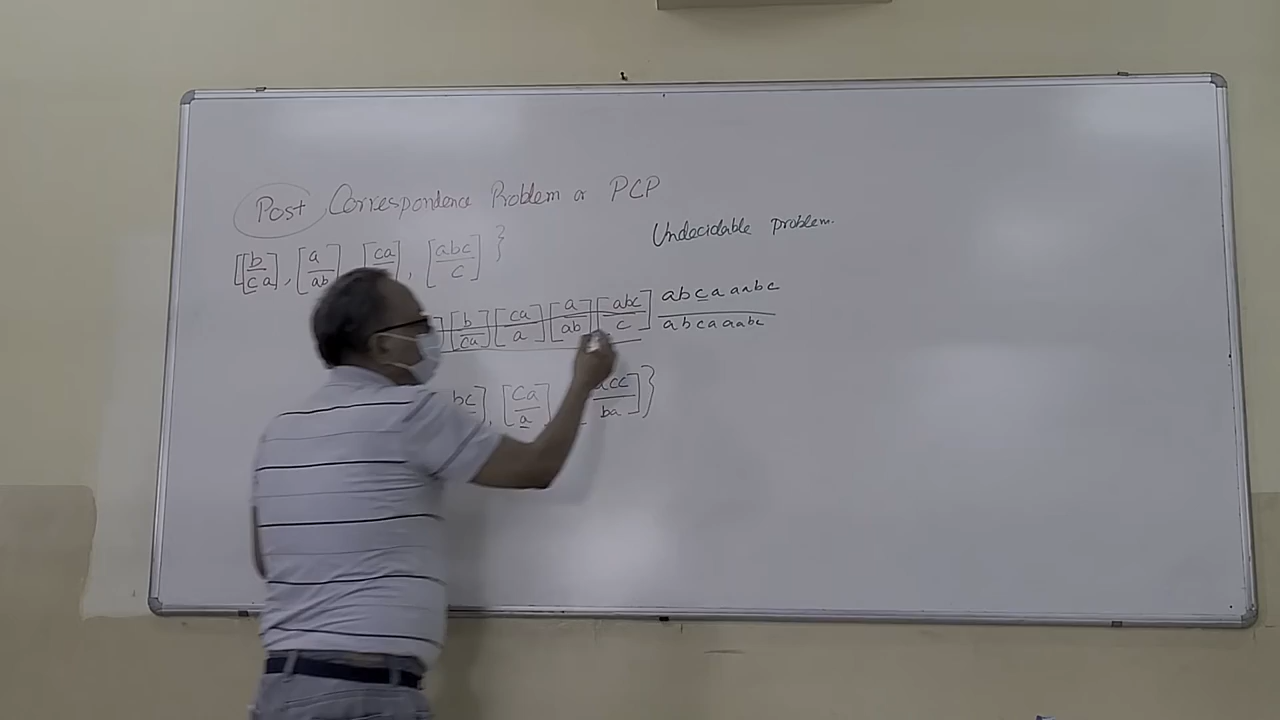 Post Correspondence Problem or PCP
Undecidable problem.
{[b/ca], [a/ab], [ca/], [abc/c]}
] [b/ca] [ca/a] [a/ab] [abc/c] abcaaabc/abcaaabc
bc], [ca/a] [acc/ba]}